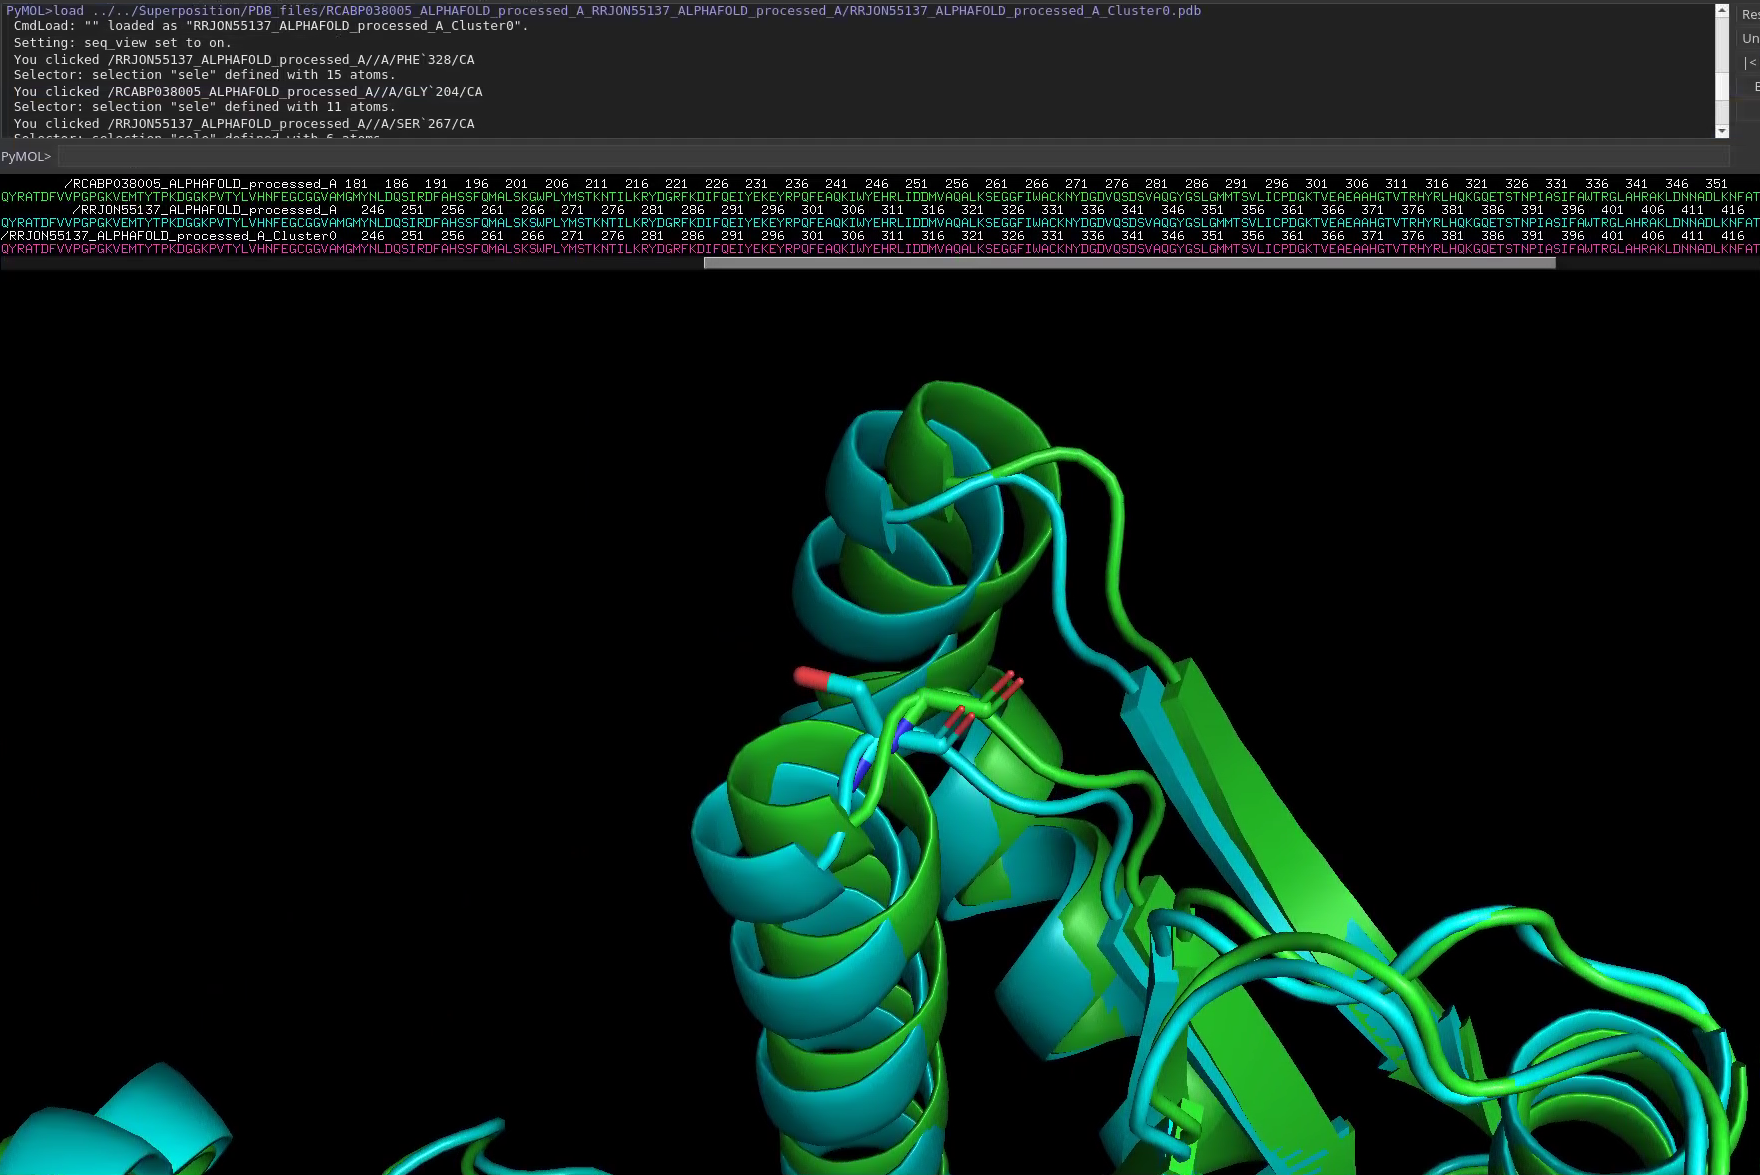 PyMOL>load ../../Superposition/PDB_files/RCABP038005_ALPHAFOLD_processed_A_RRJON55137_ALPHAFOLD_processed_A/RRJON55137_ALPHAFOLD_processed_A_Cluster0.pdb
CmdLoad: "" loaded as "RRJON55137_ALPHAFOLD_processed_A_Cluster0".
Setting: seq_view set to on.
You clicked /RRJON55137_ALPHAFOLD_processed_A//A/PHE`328/CA
Selector: selection "sele" defined with 15 atoms.
You clicked /RCABP038005_ALPHAFOLD_processed_A//A/GLY`204/CA
Selector: selection "sele" defined with 11 atoms.
You clicked /RRJON55137_ALPHAFOLD_processed_A//A/SER`267/CA
Selector: selection "sele" defined with 6 atoms.
Res
Un
|<
PyMOL>
/RCABP038005_ALPHAFOLD_processed_A 181 186 191 196 201 206 211 216 221 226 231 236 241 246 251 256 261 266 271 276 281 286 291 296 301 306 311 316 321 326 331 336 341 346 351
QYRATDFVVPGPGKVEMTYTPKDGGKPVTYLVHNFEGCGGVAMGMYNLDQSIRDFAHSSFQMALSKGWPLYMSTKNTILKRYDGRFKDIFQEIYEKEYRPQFEAQKIWYEHRLIDDMVAQALKSEGGFIWACKNYDGDVQSDSVAQGYGSLGMMTSVLICPDGKTVEAEAAHGTVTRHYRLHQKGQETSTNPIASIFAWTRGLAHRAKLDNNADLKNFAT
/RRJON55137_ALPHAFOLD_processed_A 246 251 256 261 266 271 276 281 286 291 296 301 306 311 316 321 326 331 336 341 346 351 356 361 366 371 376 381 386 391 396 401 406 411 416
QYRATDFVVPGPGKVEMTYTPKDGGKPVTYLVHNFEGCGGVAMGMYNLDQSIRDFAHSSFQMALSKSWPLYMSTKNTILKRYDGRFKDIFQEIYEKEYRPQFEAQKIWYEHRLIDDMVAQALKSEGGFIWACKNYDGDVQSDSVAQGYGSLGMMTSVLICPDGKTVEAEAAHGTVTRHYRLHQKGQETSTNPIASIFAWTRGLAHRAKLDNNADLKNFAT
/RRJON55137_ALPHAFOLD_processed_A_Cluster0 246 251 256 261 266 271 276 281 286 291 296 301 306 311 316 321 326 331 336 341 346 351 356 361 366 371 376 381 386 391 396 401 406 411 416
QYRATDFVVPGPGKVEMTYTPKDGGKPVTYLVHNFEGCGGVAMGMYNLDQSIRDFAHSSFQMALSKSWPLYMSTKNTILKRYDGRFKDIFQEIYEKEYRPQFEAQKIWYEHRLIDDMVAQALKSEGGFIWACKNYDGDVQSDSVAQGYGSLGMMTSVLICPDGKTVEAEAAHGTVTRHYRLHQKGQETSTNPIASIFAWTRGLAHRAKLDNNADLKNFAT